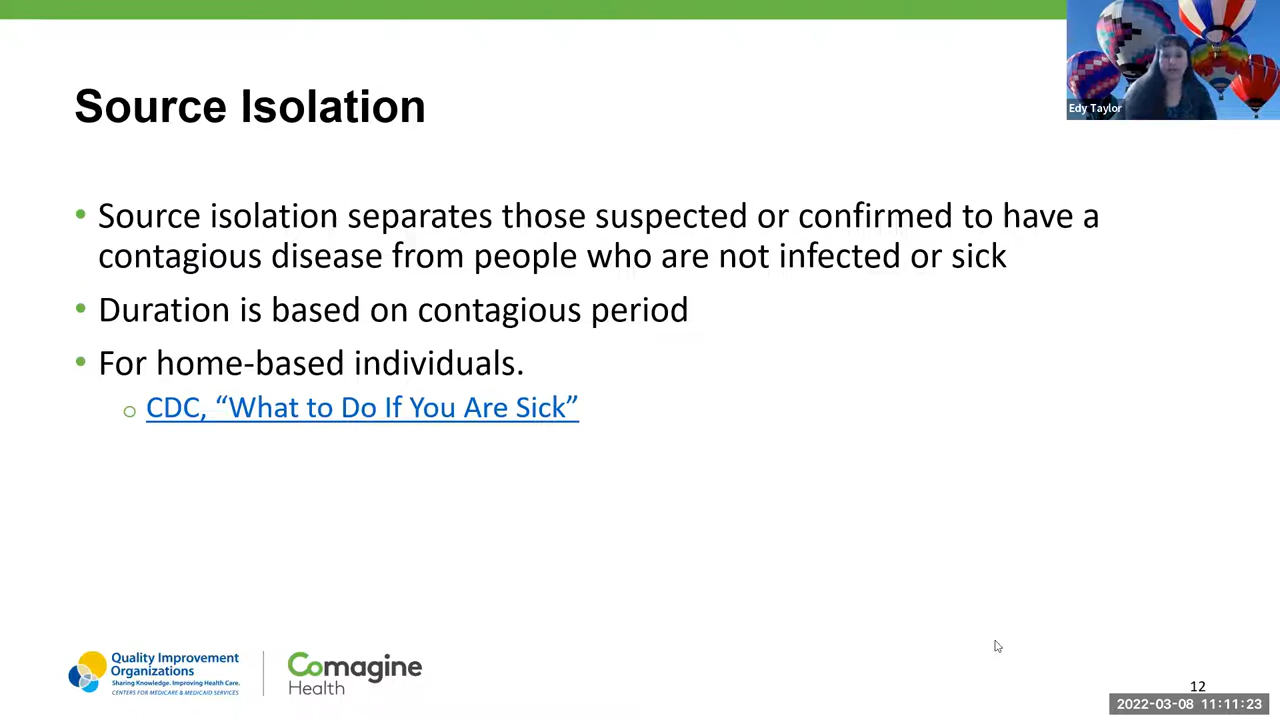 Edy Taylor
Source Isolation
• Source isolation separates those suspected or confirmed to have a
contagious disease from people who are not infected or sick
• Duration is based on contagious period
• For home-based individuals.
o CDC, “What to Do If You Are Sick”
Quality Improvement
Organizations
Sharing Knowledge. Improving Health Care.
CENTERS FOR MEDICARE & MEDICAID SERVICES
Comagine
Health
12
2022-03-08 11:11:23